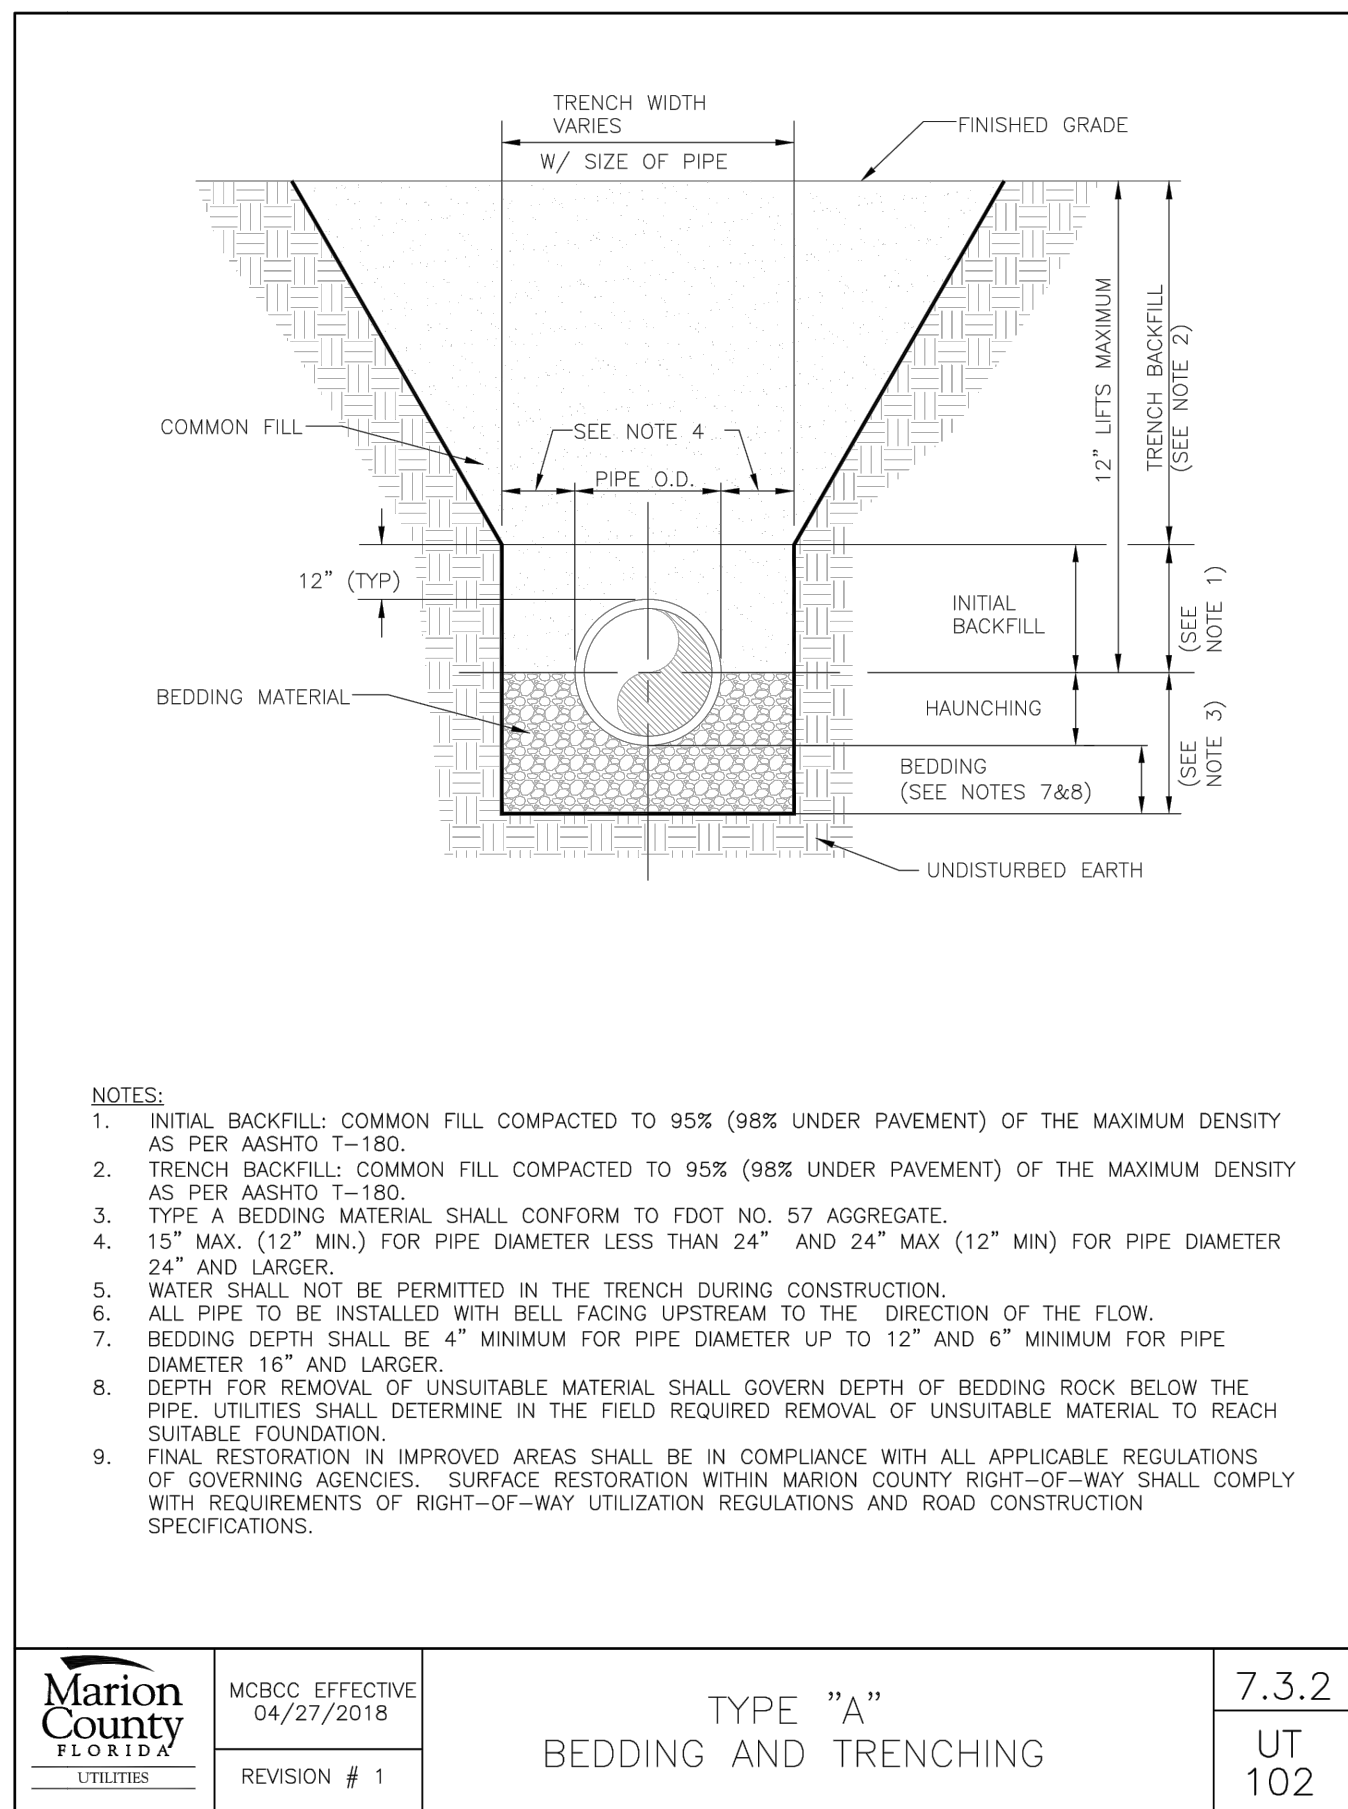 TRENCH WIDTH
VARIES
W/ SIZE OF PIPE
FINISHED GRADE
12" LIFTS MAXIMUM
TRENCH BACKFILL
(SEE NOTE 2)
COMMON FILL
SEE NOTE 4
PIPE O.D.
12" (TYP)
INITIAL
BACKFILL
(SEE
NOTE 1)
BEDDING MATERIAL
HAUNCHING
(SEE
NOTE 3)
BEDDING
(SEE NOTES 7&8)
UNDISTURBED EARTH
NOTES:
1. INITIAL BACKFILL: COMMON FILL COMPACTED TO 95% (98% UNDER PAVEMENT) OF THE MAXIMUM DENSITY
AS PER AASHTO T-180.
2. TRENCH BACKFILL: COMMON FILL COMPACTED TO 95% (98% UNDER PAVEMENT) OF THE MAXIMUM DENSITY
AS PER AASHTO T-180.
3. TYPE A BEDDING MATERIAL SHALL CONFORM TO FDOT NO. 57 AGGREGATE.
4. 15" MAX. (12" MIN.) FOR PIPE DIAMETER LESS THAN 24" AND 24" MAX (12" MIN) FOR PIPE DIAMETER
24" AND LARGER.
5. WATER SHALL NOT BE PERMITTED IN THE TRENCH DURING CONSTRUCTION.
6. ALL PIPE TO BE INSTALLED WITH BELL FACING UPSTREAM TO THE DIRECTION OF THE FLOW.
7. BEDDING DEPTH SHALL BE 4" MINIMUM FOR PIPE DIAMETER UP TO 12" AND 6" MINIMUM FOR PIPE
DIAMETER 16" AND LARGER.
8. DEPTH FOR REMOVAL OF UNSUITABLE MATERIAL SHALL GOVERN DEPTH OF BEDDING ROCK BELOW THE
PIPE. UTILITIES SHALL DETERMINE IN THE FIELD REQUIRED REMOVAL OF UNSUITABLE MATERIAL TO REACH
SUITABLE FOUNDATION.
9. FINAL RESTORATION IN IMPROVED AREAS SHALL BE IN COMPLIANCE WITH ALL APPLICABLE REGULATIONS
OF GOVERNING AGENCIES. SURFACE RESTORATION WITHIN MARION COUNTY RIGHT-OF-WAY SHALL COMPLY
WITH REQUIREMENTS OF RIGHT-OF-WAY UTILIZATION REGULATIONS AND ROAD CONSTRUCTION
SPECIFICATIONS.
Marion
County
FLORIDA
UTILITIES
MCBCC EFFECTIVE
04/27/2018
REVISION # 1
TYPE "A"
BEDDING AND TRENCHING
7.3.2
UT
102